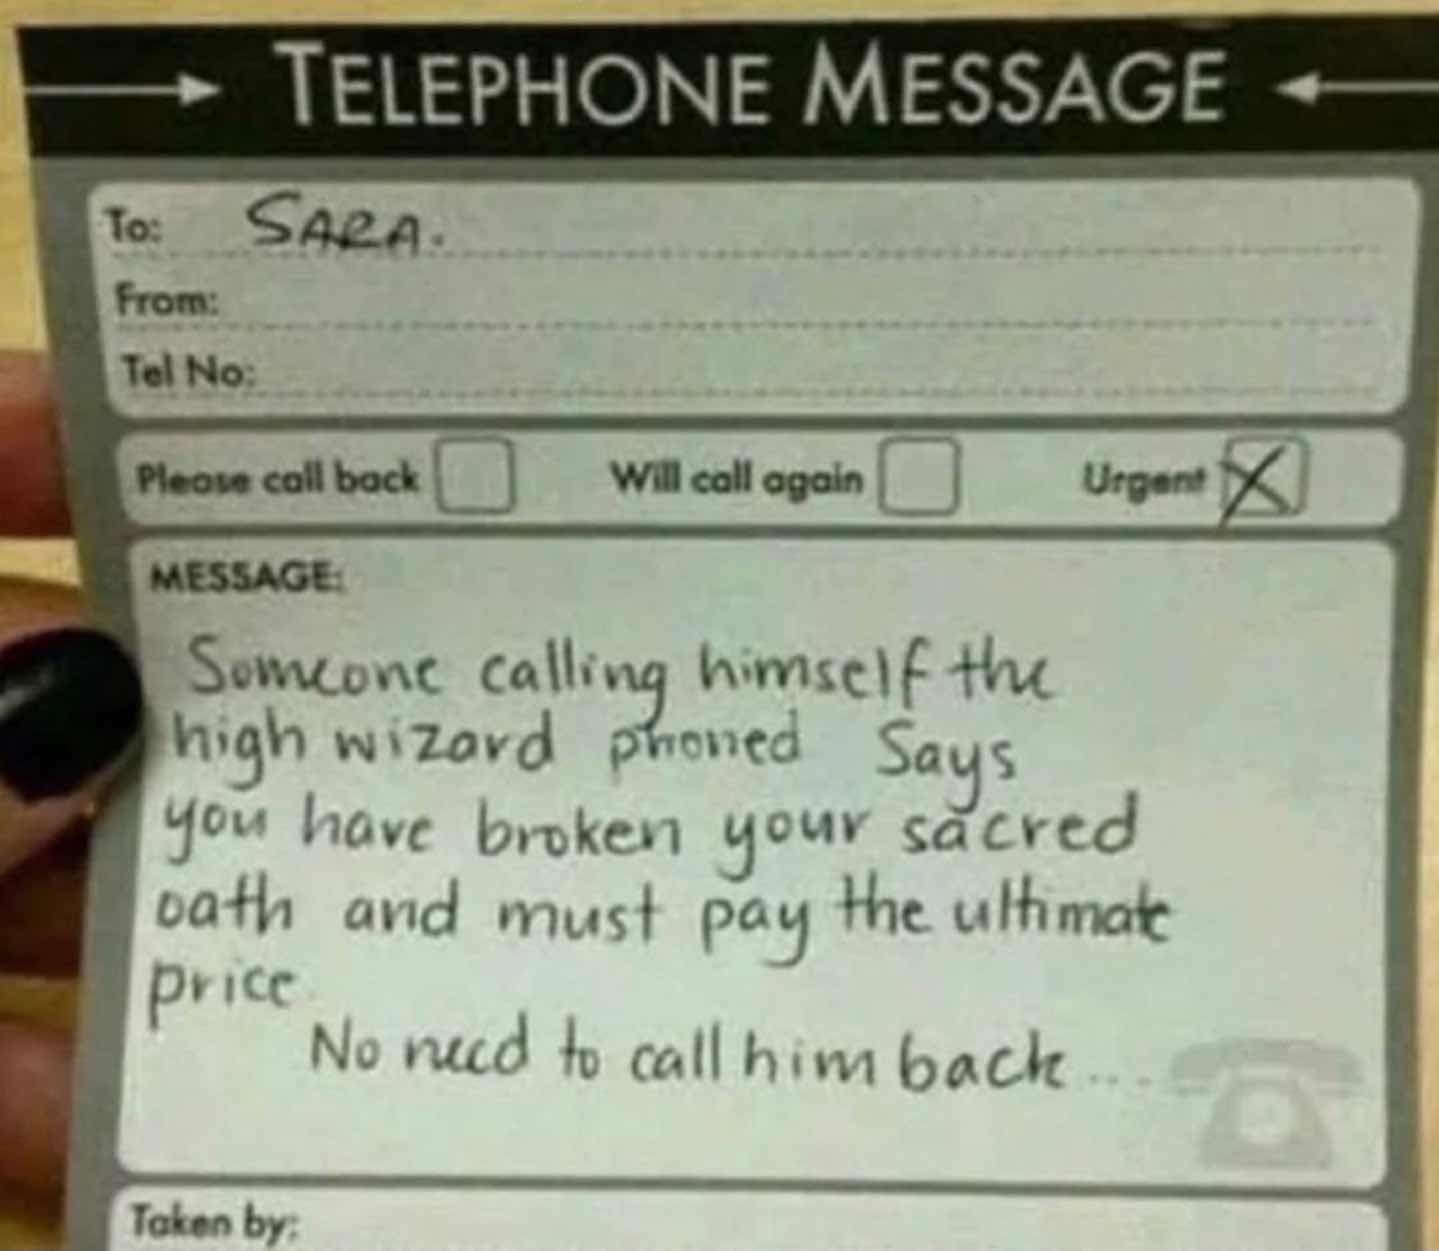 TELEPHONE MESSAGE
To: SARA.
From:
Tel No:
Please call back Will call again Urgent X
MESSAGE:
Someone calling himself the
high wizard phoned Says
you have broken your sacred
oath and must pay the ultimate
price
No need to call him back ...
Taken by: